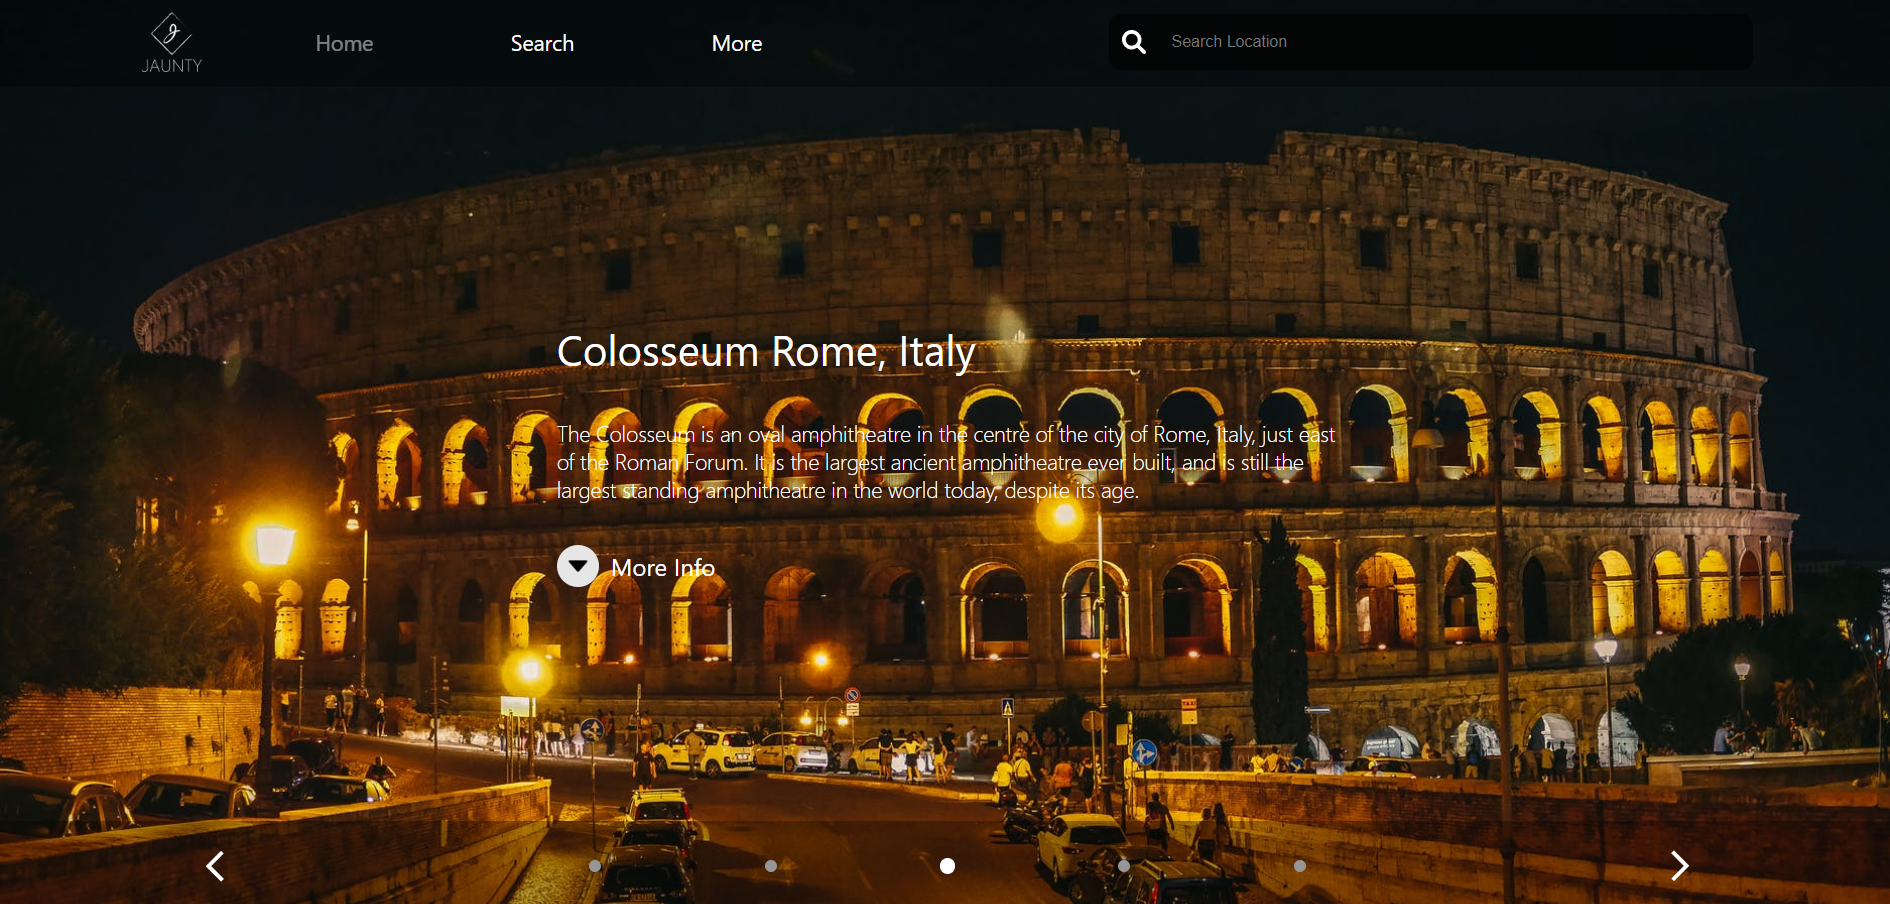 JAUNTY
Home
Search
More
Search Location
Colosseum Rome, Italy
The Colosseum is an oval amphitheatre in the centre of the city of Rome, Italy, just east
of the Roman Forum. It is the largest ancient amphitheatre ever built, and is still the
largest standing amphitheatre in the world today, despite its age.
More Info